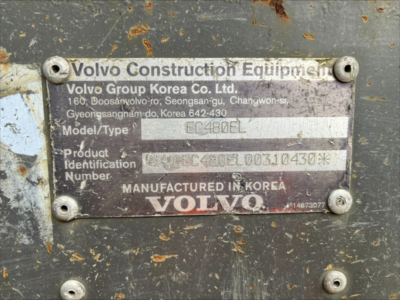 Volvo Construction Equipment
Volvo Group Korea Co. Ltd.
160, Doosanvolvo-ro, Seongsan-gu, Changwon-si,
Gyeongsangnam-do, Korea 642-430
Model/Type EC480EL
Product
Identification
Number
MANUFACTURED IN KOREA
VOLVO